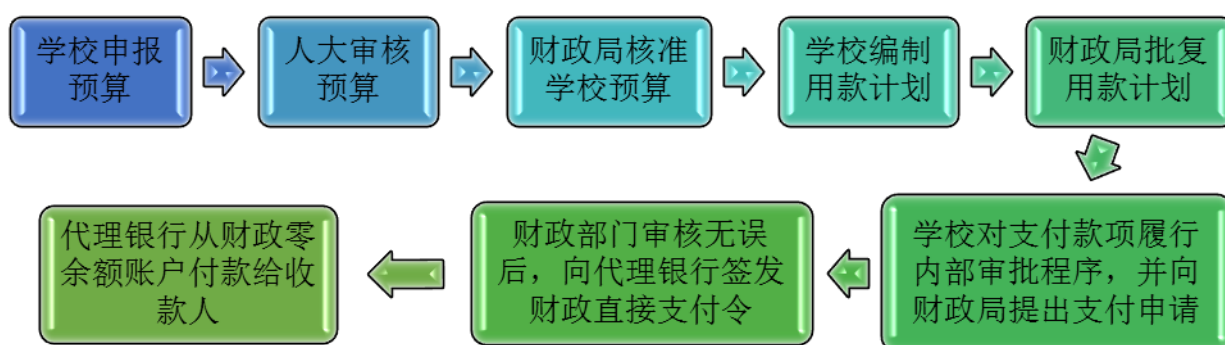 学校申报
预算
人大审核
预算
财政局核准
学校预算
学校编制
用款计划
财政局批复
用款计划
学校对支付款项履行
内部审批程序，并向
财政局提出支付申请
财政部门审核无误
后，向代理银行签发
财政直接支付令
代理银行从财政零
余额账户付款给收
款人